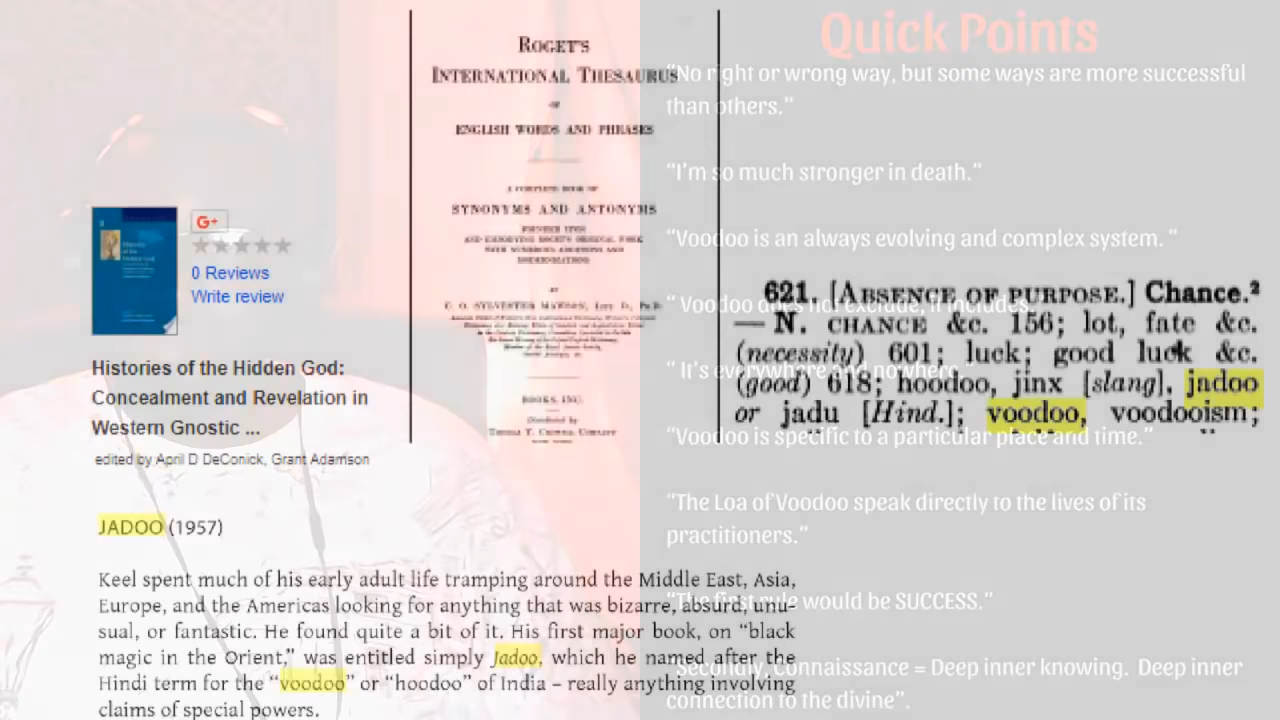 G+
0 Reviews
Write review
Histories of the Hidden God:
Concealment and Revelation in
Western Gnostic ...
edited by April D DeConick, Grant Adamson
JADOO (1957)
Keel spent much of his early adult life tramping around the Middle East, Asia,
Europe, and the Americas looking for anything that was bizarre, absurd, unu-
sual, or fantastic. He found quite a bit of it. His first major book, on “black
magic in the Orient,” was entitled simply Jadoo, which he named after the
Hindi term for the “voodoo” or “hoodoo” of India – really anything involving
claims of special powers.
ROGET'S
INTERNATIONAL THESAURUS
OF
ENGLISH WORDS AND PHRASES
A COMPLETE BOOK OF
SYNONYMS AND ANTONYMS
BY
C. O. SYLVESTER MAWSON
BOOKS, INC.
Distributed by
THOMAS Y. CROWELL COMPANY
621. [ABSENCE OF PURPOSE.] Chance.²
— N. CHANCE &c. 156; lot, fate &c.
(necessity) 601; luck; good luck &c.
(good) 618; hoodoo, jinx [slang], jadoo
or jadu [Hind.]; voodoo, voodooism;
Quick Points
“No right or wrong way, but some ways are more successful
than others.”
“I’m so much stronger in death.”
“Voodoo is an always evolving and complex system. ”
“ Voodoo does not exclude, it includes.”
“ It’s everywhere and nowhere.”
“Voodoo is specific to a particular place and time.”
“The Loa of Voodoo speak directly to the lives of its
practitioners.”
“The first rule would be SUCCESS.”
“Secondly, Connaissance = Deep inner knowing. Deep inner
connection to the divine”.